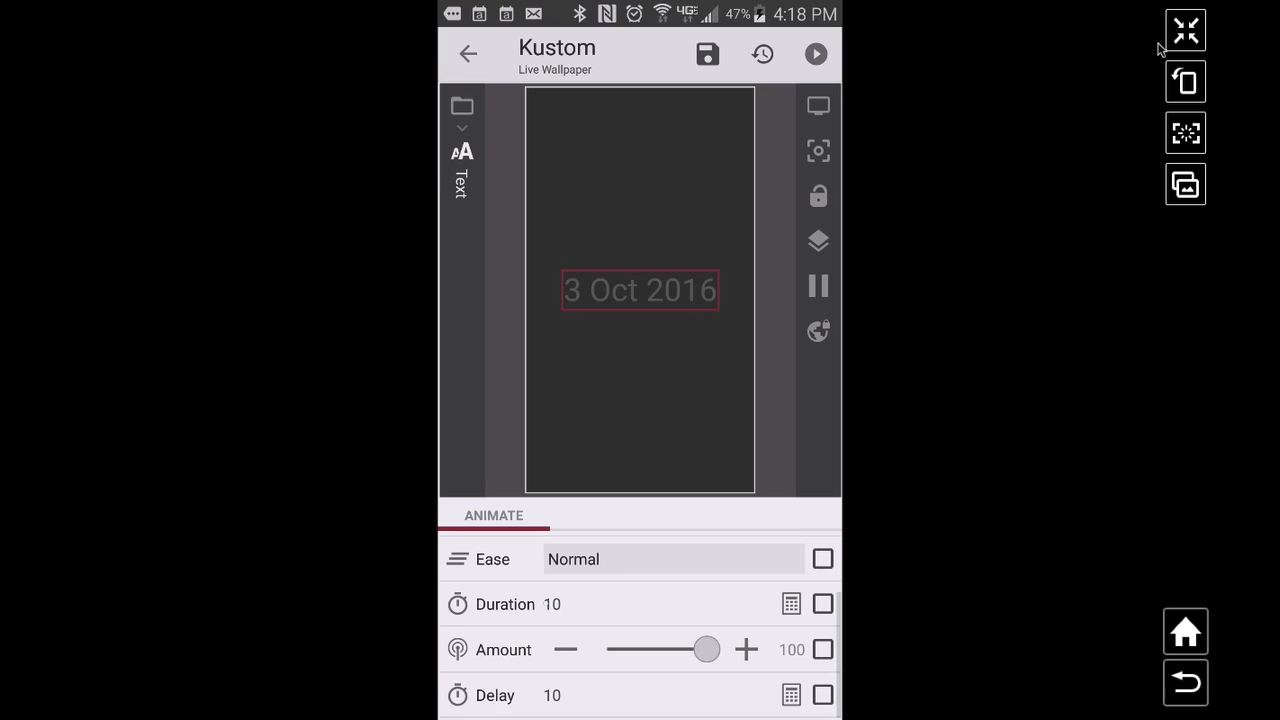 47% 4:18 PM
Kustom
Live Wallpaper
AA
Text
3 Oct 2016
ANIMATE
Ease Normal
Duration 10
Amount 100
Delay 10